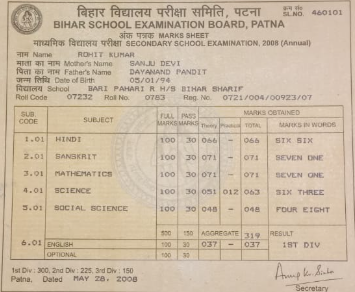 बिहार विद्यालय परीक्षा समिति, पटना
क्रम सं०
SL.NO. 460101
BIHAR SCHOOL EXAMINATION BOARD, PATNA
अंक पत्रक MARKS SHEET
माध्यमिक विद्यालय परीक्षा SECONDARY SCHOOL EXAMINATION, 2008 (Annual)
नाम Name ROHIT KUMAR
माता का नाम Mother's Name SANJU DEVI
पिता का नाम Father's Name DAYANAND PANDIT
जन्म तिथि Date of Birth 05/01/94
विद्यालय School BARI PAHARI R H/S BIHAR SHARIF
Roll Code 07232 Roll No. 0783 Reg. No. 0721/004/00923/07
SUB. CODE SUBJECT FULL MARKS PASS MARKS MARKS OBTAINED
Theory Practical TOTAL MARKS IN WORDS
1.01 HINDI 100 30 066 - 066 SIX SIX
2.01 SANSKRIT 100 30 071 - 071 SEVEN ONE
3.01 MATHEMATICS 100 30 071 - 071 SEVEN ONE
4.01 SCIENCE 100 30 051 012 063 SIX THREE
5.01 SOCIAL SCIENCE 100 30 048 - 048 FOUR EIGHT
500 150 AGGREGATE 319 RESULT
6.01 ENGLISH 100 30 037 - 037 1ST DIV
OPTIONAL 100 30
1st Div : 300, 2nd Div : 225, 3rd Div : 150
Patna, Dated MAY 28, 2008
Secretary